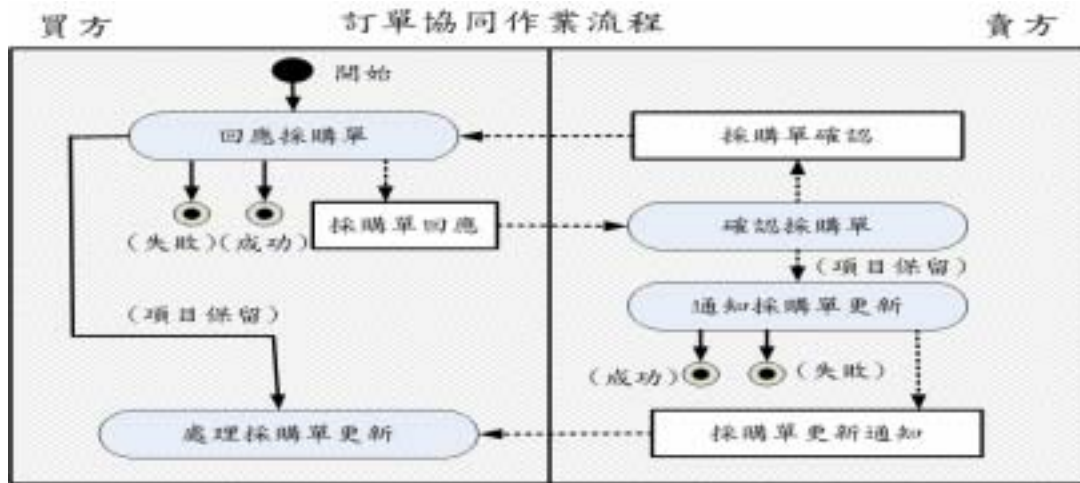 買方
訂單協同作業流程
賣方
開始
回應採購單
採購單確認
(失敗)
(成功)
採購單回應
確認採購單
(項目保留)
通知採購單更新
(項目保留)
(成功)
(失敗)
處理採購單更新
採購單更新通知